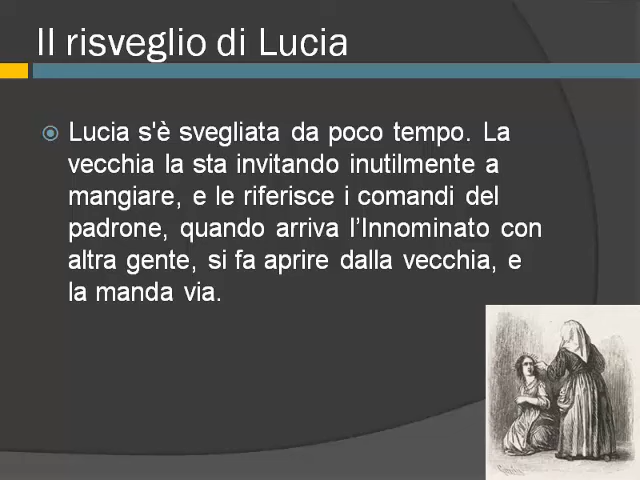 Il risveglio di Lucia
Lucia s'è svegliata da poco tempo. La
vecchia la sta invitando inutilmente a
mangiare, e le riferisce i comandi del
padrone, quando arriva l’Innominato con
altra gente, si fa aprire dalla vecchia, e
la manda via.